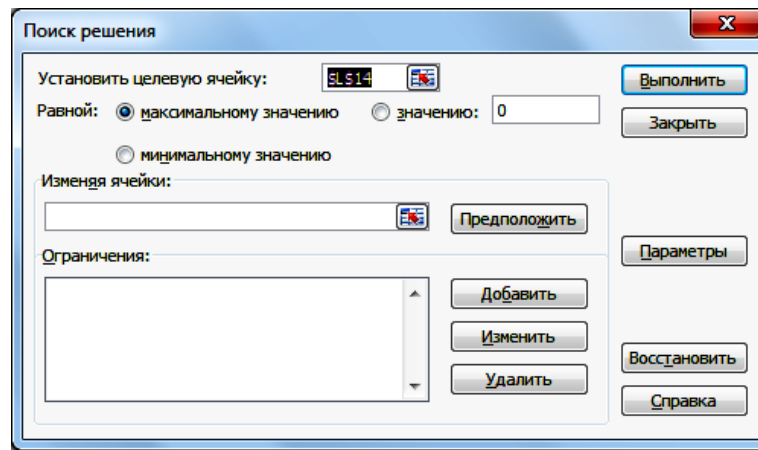 Поиск решения
Установить целевую ячейку: $L$14
Выполнить
Равной: максимальному значению значению: 0
Закрыть
минимальному значению
Изменяя ячейки:
Предположить
Ограничения:
Параметры
Добавить
Изменить
Восстановить
Удалить
Справка